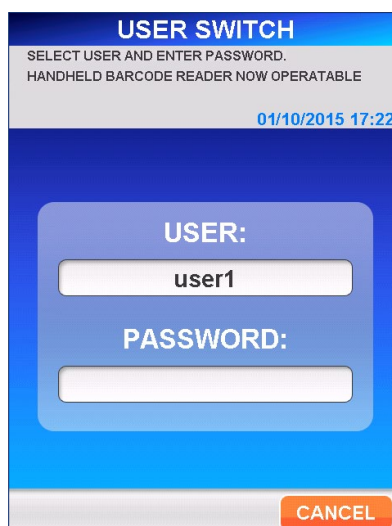 USER SWITCH
SELECT USER AND ENTER PASSWORD.
HANDHELD BARCODE READER NOW OPERATABLE
01/10/2015 17:22
USER:
user1
PASSWORD:
CANCEL